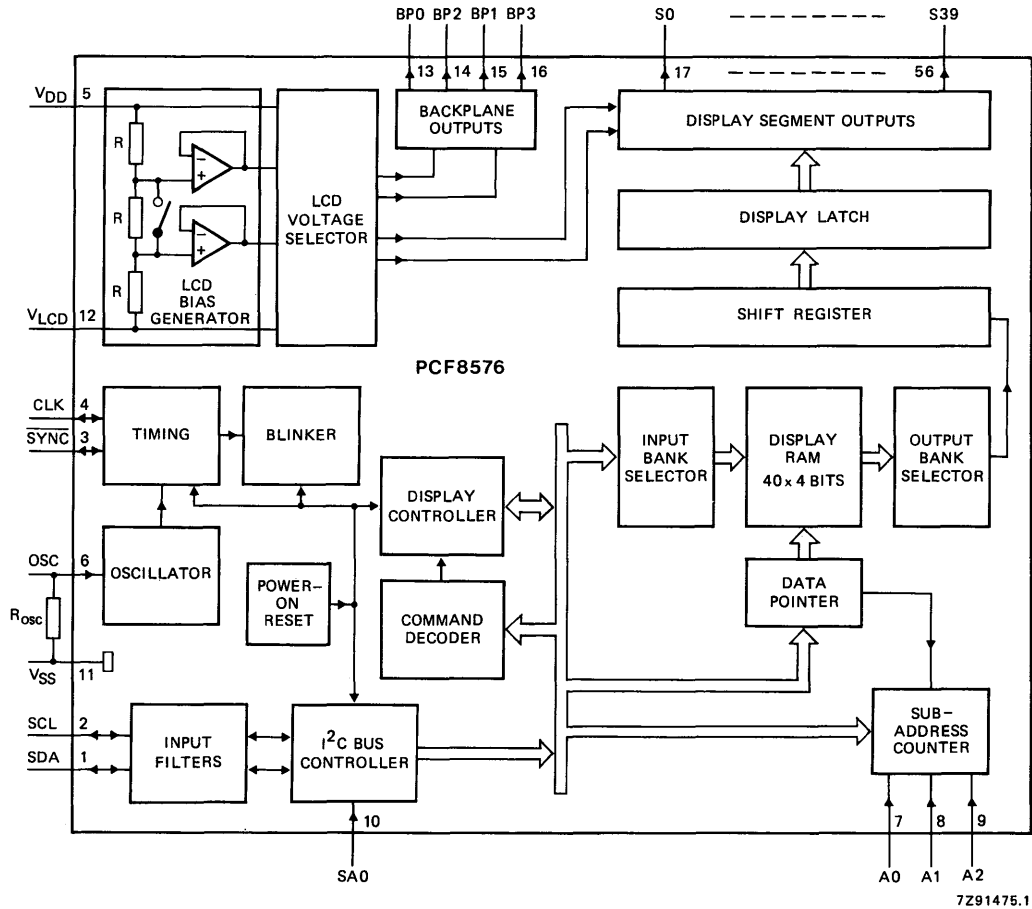 BP0 BP2 BP1 BP3 S0 S39
13 14 15 16 17 56
VDD 5
BACKPLANE
OUTPUTS
DISPLAY SEGMENT OUTPUTS
R
−
+
LCD
VOLTAGE
SELECTOR
R
−
+
DISPLAY LATCH
R
LCD
BIAS
GENERATOR
VLCD 12
SHIFT REGISTER
PCF8576
CLK 4
SYNC 3
TIMING
BLINKER
DISPLAY
CONTROLLER
INPUT
BANK
SELECTOR
DISPLAY
RAM
40 x 4 BITS
OUTPUT
BANK
SELECTOR
OSC 6
OSCILLATOR
ROSC
VSS 11
POWER–
ON
RESET
COMMAND
DECODER
DATA
POINTER
SCL 2
SDA 1
INPUT
FILTERS
I²C BUS
CONTROLLER
SUB–
ADDRESS
COUNTER
10
7 8 9
SA0
A0 A1 A2
7Z91475.1